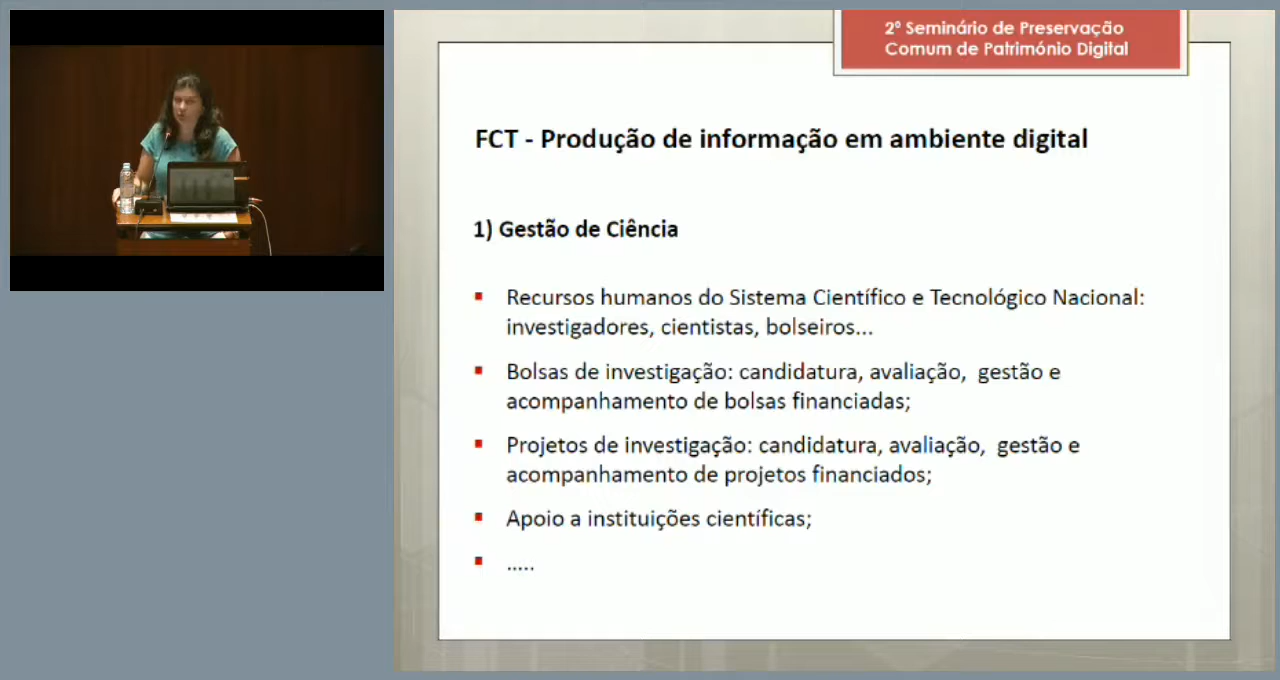 2º Seminário de Preservação
Comum de Património Digital
FCT - Produção de informação em ambiente digital
1) Gestão de Ciência
Recursos humanos do Sistema Científico e Tecnológico Nacional:
investigadores, cientistas, bolseiros...
Bolsas de investigação: candidatura, avaliação,  gestão e
acompanhamento de bolsas financiadas;
Projetos de investigação: candidatura, avaliação,  gestão e
acompanhamento de projetos financiados;
Apoio a instituições científicas;
.....